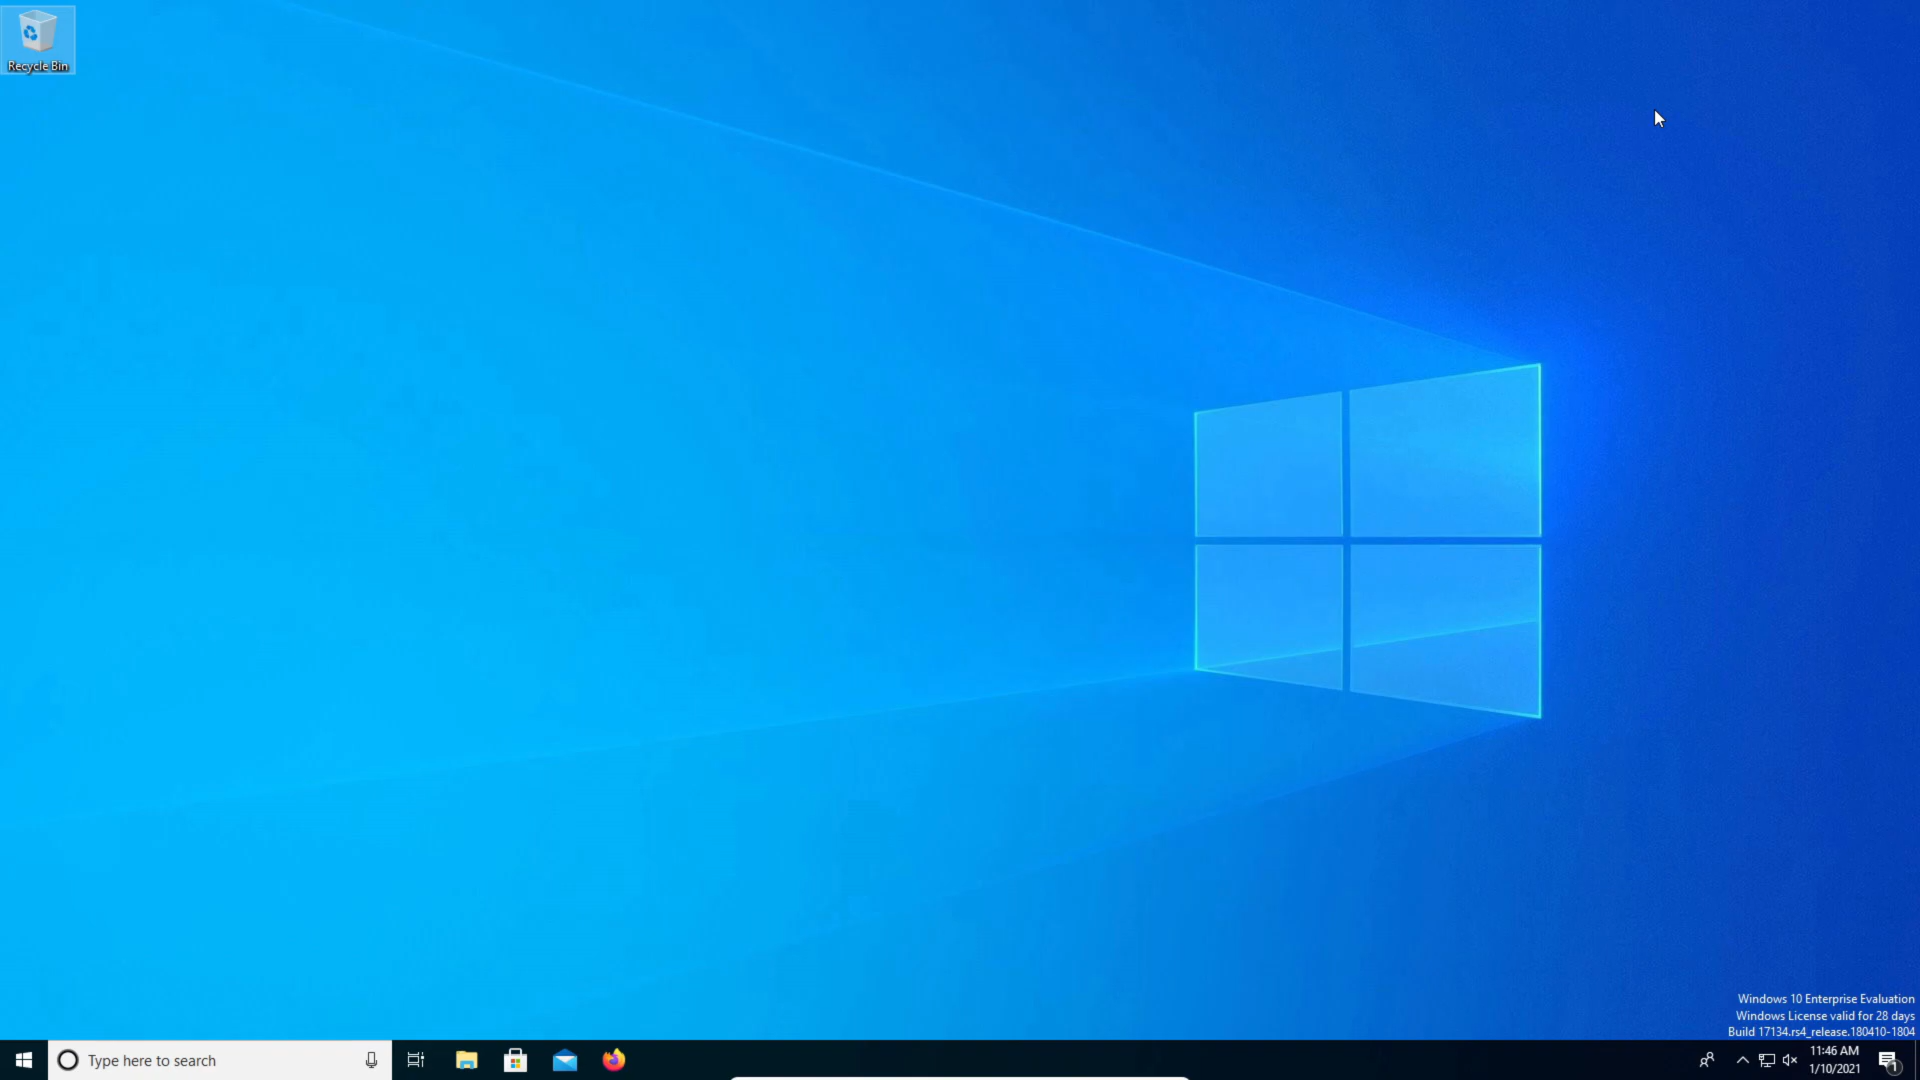 Recycle Bin
Windows 10 Enterprise Evaluation
Windows License valid for 28 days
Build 17134.rs4_release.180410-1804
Type here to search
11:46 AM
1/10/2021
1